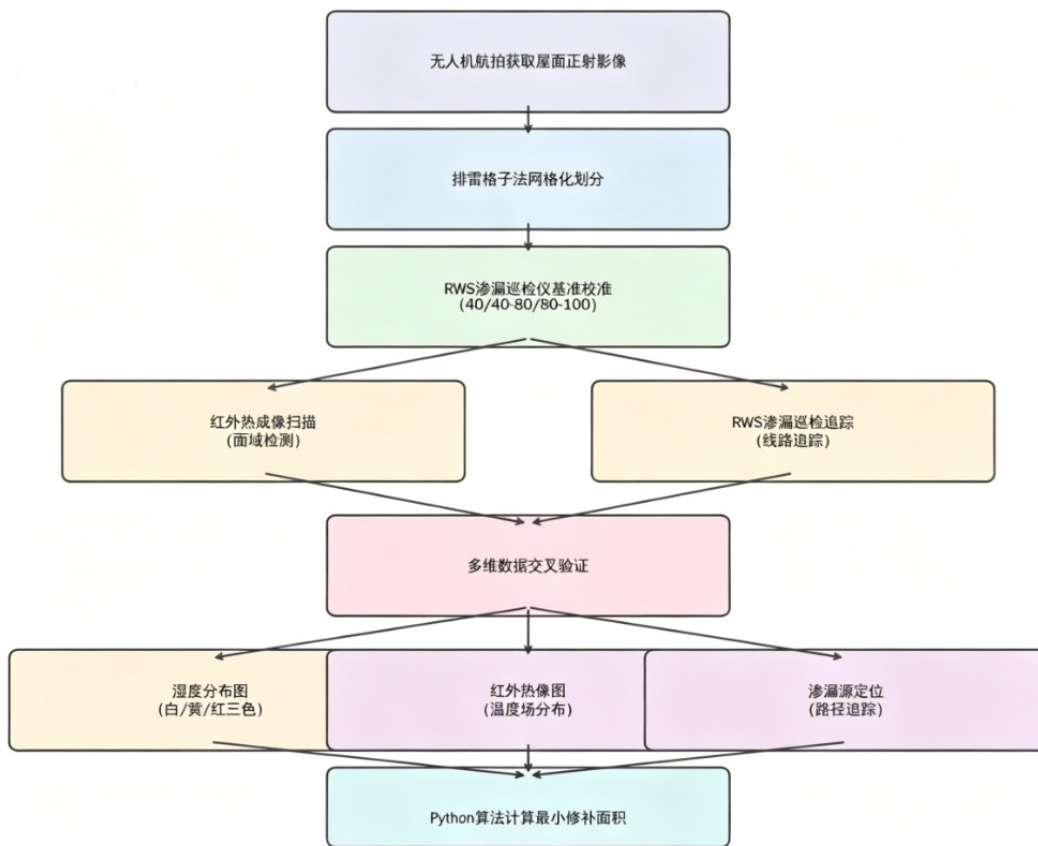 无人机航拍获取屋面正射影像
排雷格子法网格化划分
RWS渗漏巡检仪基准校准
(40/40-80/80-100)
红外热成像扫描
(面域检测)
RWS渗漏巡检追踪
(线路追踪)
多维数据交叉验证
湿度分布图
(白/黄/红三色)
红外热像图
(温度场分布)
渗漏源定位
(路径追踪)
Python算法计算最小修补面积